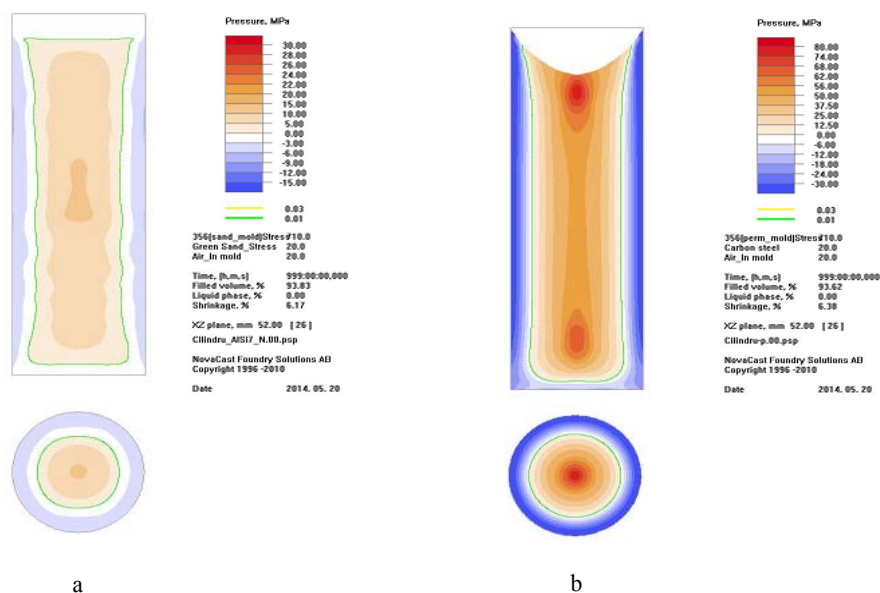 Pressure, MPa
30.00
28.00
26.00
24.00
22.00
20.00
15.00
10.00
5.00
0.00
-3.00
-6.00
-9.00
-12.00
-15.00
0.03
0.01
356(sand_mold)Stress 710.0
Green Sand_Stress 20.0
Air_In mold 20.0
Time, (h,m,s) 999:00:00,000
Filled volume, % 93.83
Liquid phase, % 0.00
Shrinkage, % 6.17
XZ plane, mm 52.00 [ 26 ]
Cilindru_AlSi7_N.00.psp
NovaCast Foundry Solutions AB
Copyright 1996 -2010
Date 2014. 05. 20
a
Pressure, MPa
80.00
74.00
68.00
62.00
56.00
50.00
37.50
25.00
12.50
0.00
-6.00
-12.00
-18.00
-24.00
-30.00
0.03
0.01
356(perm_mold)Stress 710.0
Carbon steel 20.0
Air_In mold 20.0
Time, (h,m,s) 999:00:00,000
Filled volume, % 93.62
Liquid phase, % 0.00
Shrinkage, % 6.38
XZ plane, mm 52.00 [ 26 ]
Cilindru-p.00.psp
NovaCast Foundry Solutions AB
Copyright 1996 -2010
Date 2014. 05. 20
b